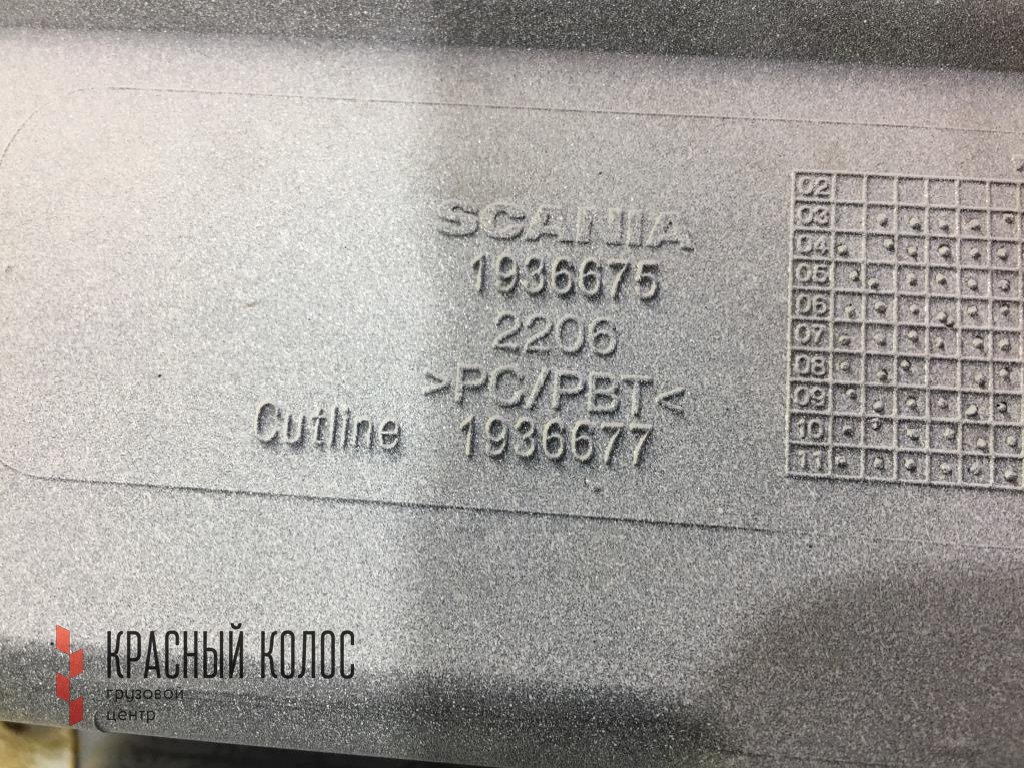 SCANIA
1936675
2206
>PC/PBT<
Cutline 1936677
02
03
04
05
06
07
08
09
10
11
КРАСНЫЙ КОЛОС
грузовой
центр